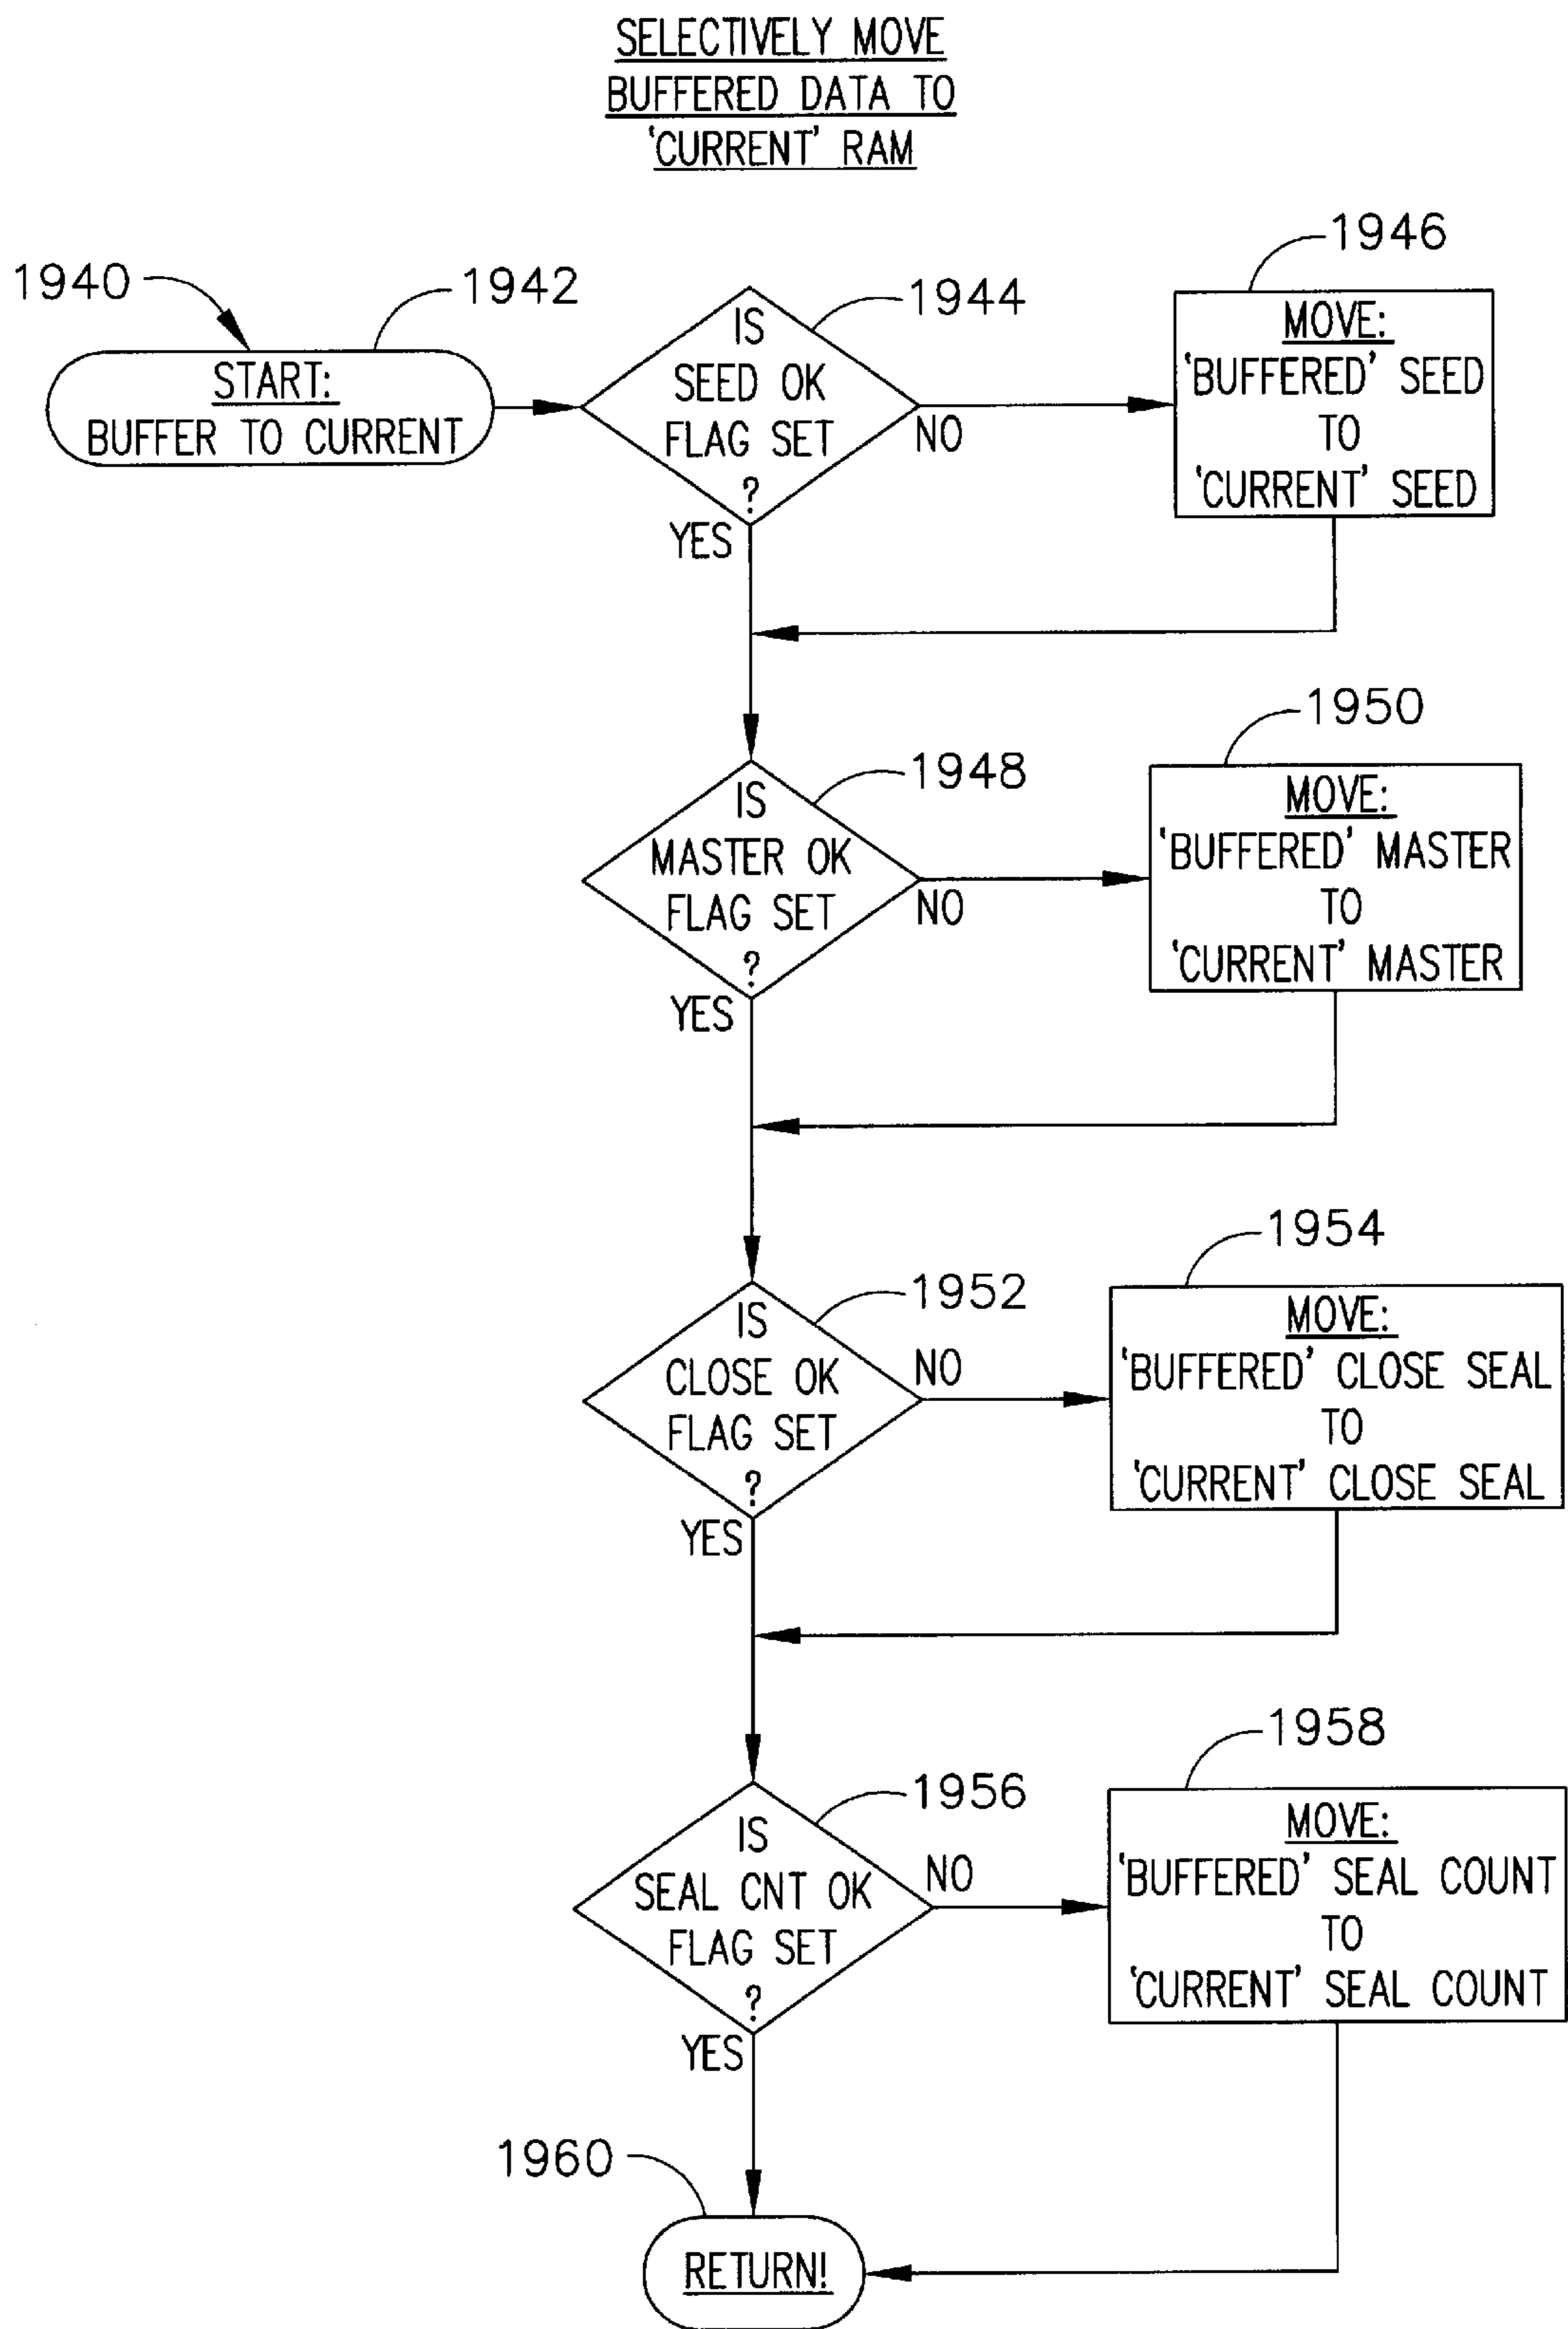 SELECTIVELY MOVE
BUFFERED DATA TO
'CURRENT' RAM
1940
1942
START:
BUFFER TO CURRENT
1944
IS
SEED OK
FLAG SET
?
NO
YES
1946
MOVE:
'BUFFERED' SEED
TO
'CURRENT' SEED
1948
IS
MASTER OK
FLAG SET
?
NO
YES
1950
MOVE:
'BUFFERED' MASTER
TO
'CURRENT' MASTER
1952
IS
CLOSE OK
FLAG SET
?
NO
YES
1954
MOVE:
'BUFFERED' CLOSE SEAL
TO
'CURRENT' CLOSE SEAL
1956
IS
SEAL CNT OK
FLAG SET
?
NO
YES
1958
MOVE:
'BUFFERED' SEAL COUNT
TO
'CURRENT' SEAL COUNT
1960
RETURN!